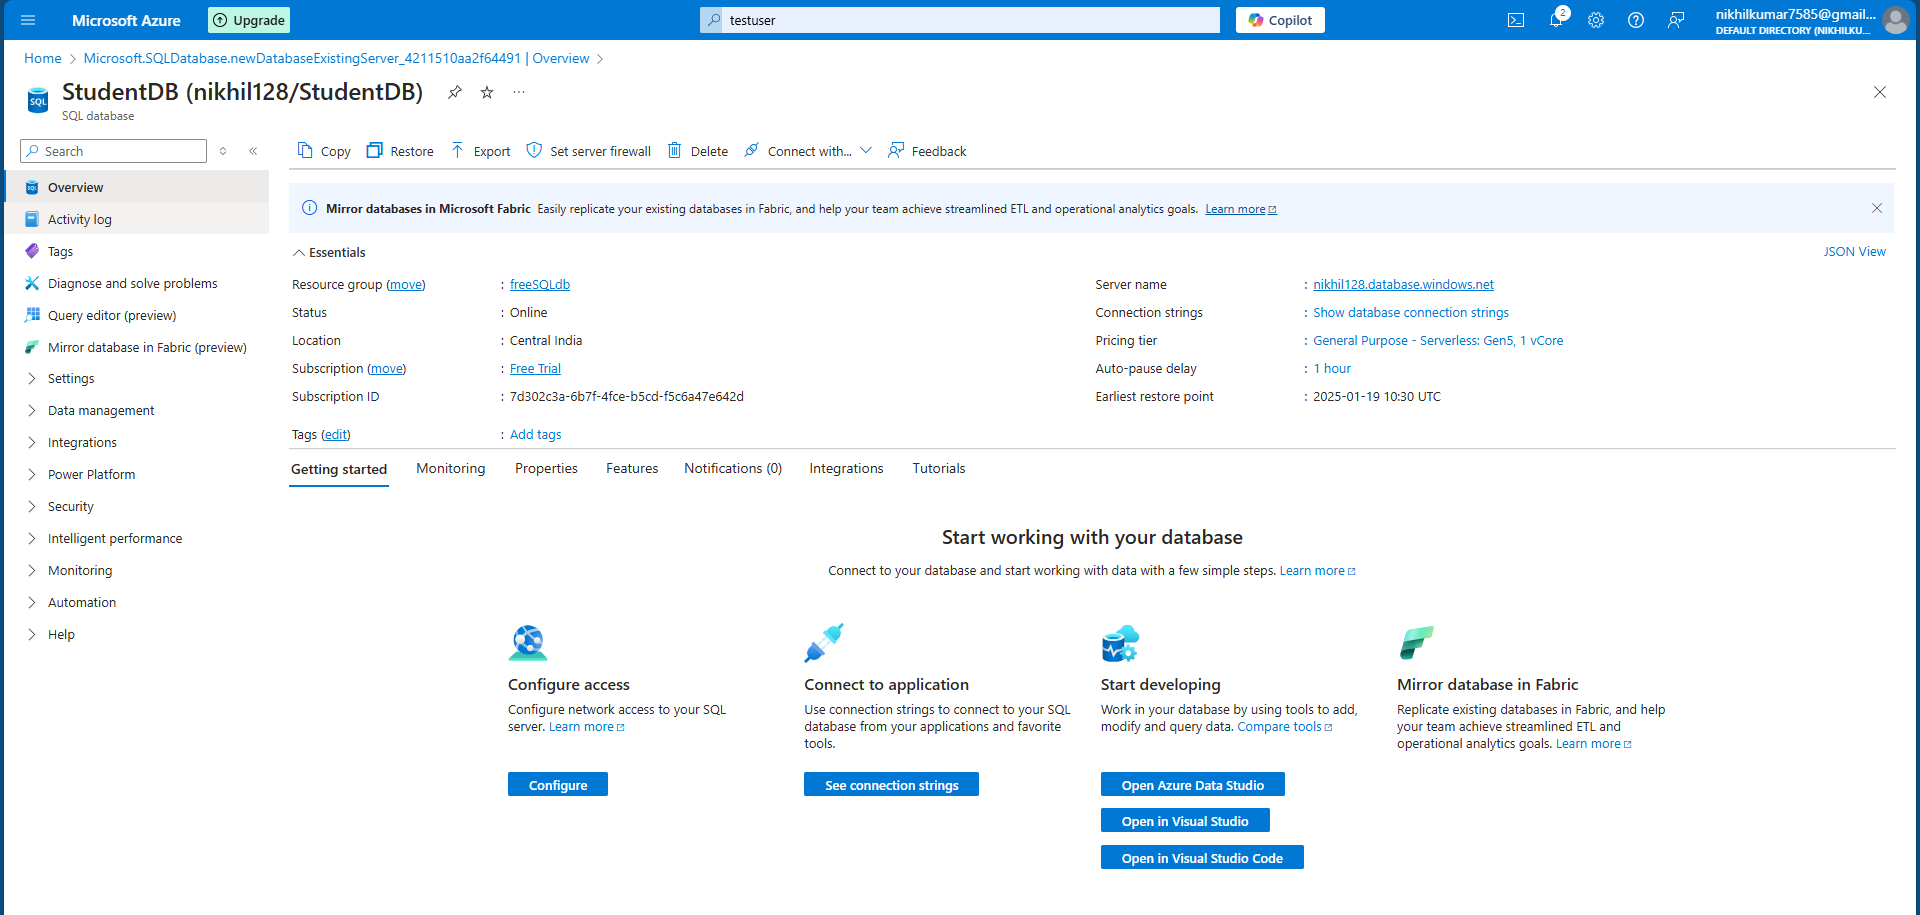 Microsoft Azure
Upgrade
testuser
Copilot
2
nikhilkumar7585@gmail...
DEFAULT DIRECTORY (NIKHILKU...
Home > Microsoft.SQLDatabase.newDatabaseExistingServer_4211510aa2f64491 | Overview >
SQL
StudentDB (nikhil128/StudentDB)
...
SQL database
Search
Copy
Restore
Export
Set server firewall
Delete
Connect with...
Feedback
Overview
Activity log
Tags
Diagnose and solve problems
Query editor (preview)
Mirror database in Fabric (preview)
Settings
Data management
Integrations
Power Platform
Security
Intelligent performance
Monitoring
Automation
Help
Mirror databases in Microsoft Fabric Easily replicate your existing databases in Fabric, and help your team achieve streamlined ETL and operational analytics goals. Learn more
Essentials
JSON View
Resource group (move) : freeSQLdb
Status : Online
Location : Central India
Subscription (move) : Free Trial
Subscription ID : 7d302c3a-6b7f-4fce-b5cd-f5c6a47e642d
Tags (edit) : Add tags
Server name : nikhil128.database.windows.net
Connection strings : Show database connection strings
Pricing tier : General Purpose - Serverless: Gen5, 1 vCore
Auto-pause delay : 1 hour
Earliest restore point : 2025-01-19 10:30 UTC
Getting started
Monitoring
Properties
Features
Notifications (0)
Integrations
Tutorials
Start working with your database
Connect to your database and start working with data with a few simple steps. Learn more
Configure access
Configure network access to your SQL
server. Learn more
Configure
Connect to application
Use connection strings to connect to your SQL
database from your applications and favorite
tools.
See connection strings
Start developing
Work in your database by using tools to add,
modify and query data. Compare tools
Open Azure Data Studio
Open in Visual Studio
Open in Visual Studio Code
Mirror database in Fabric
Replicate existing databases in Fabric, and help
your team achieve streamlined ETL and
operational analytics goals. Learn more